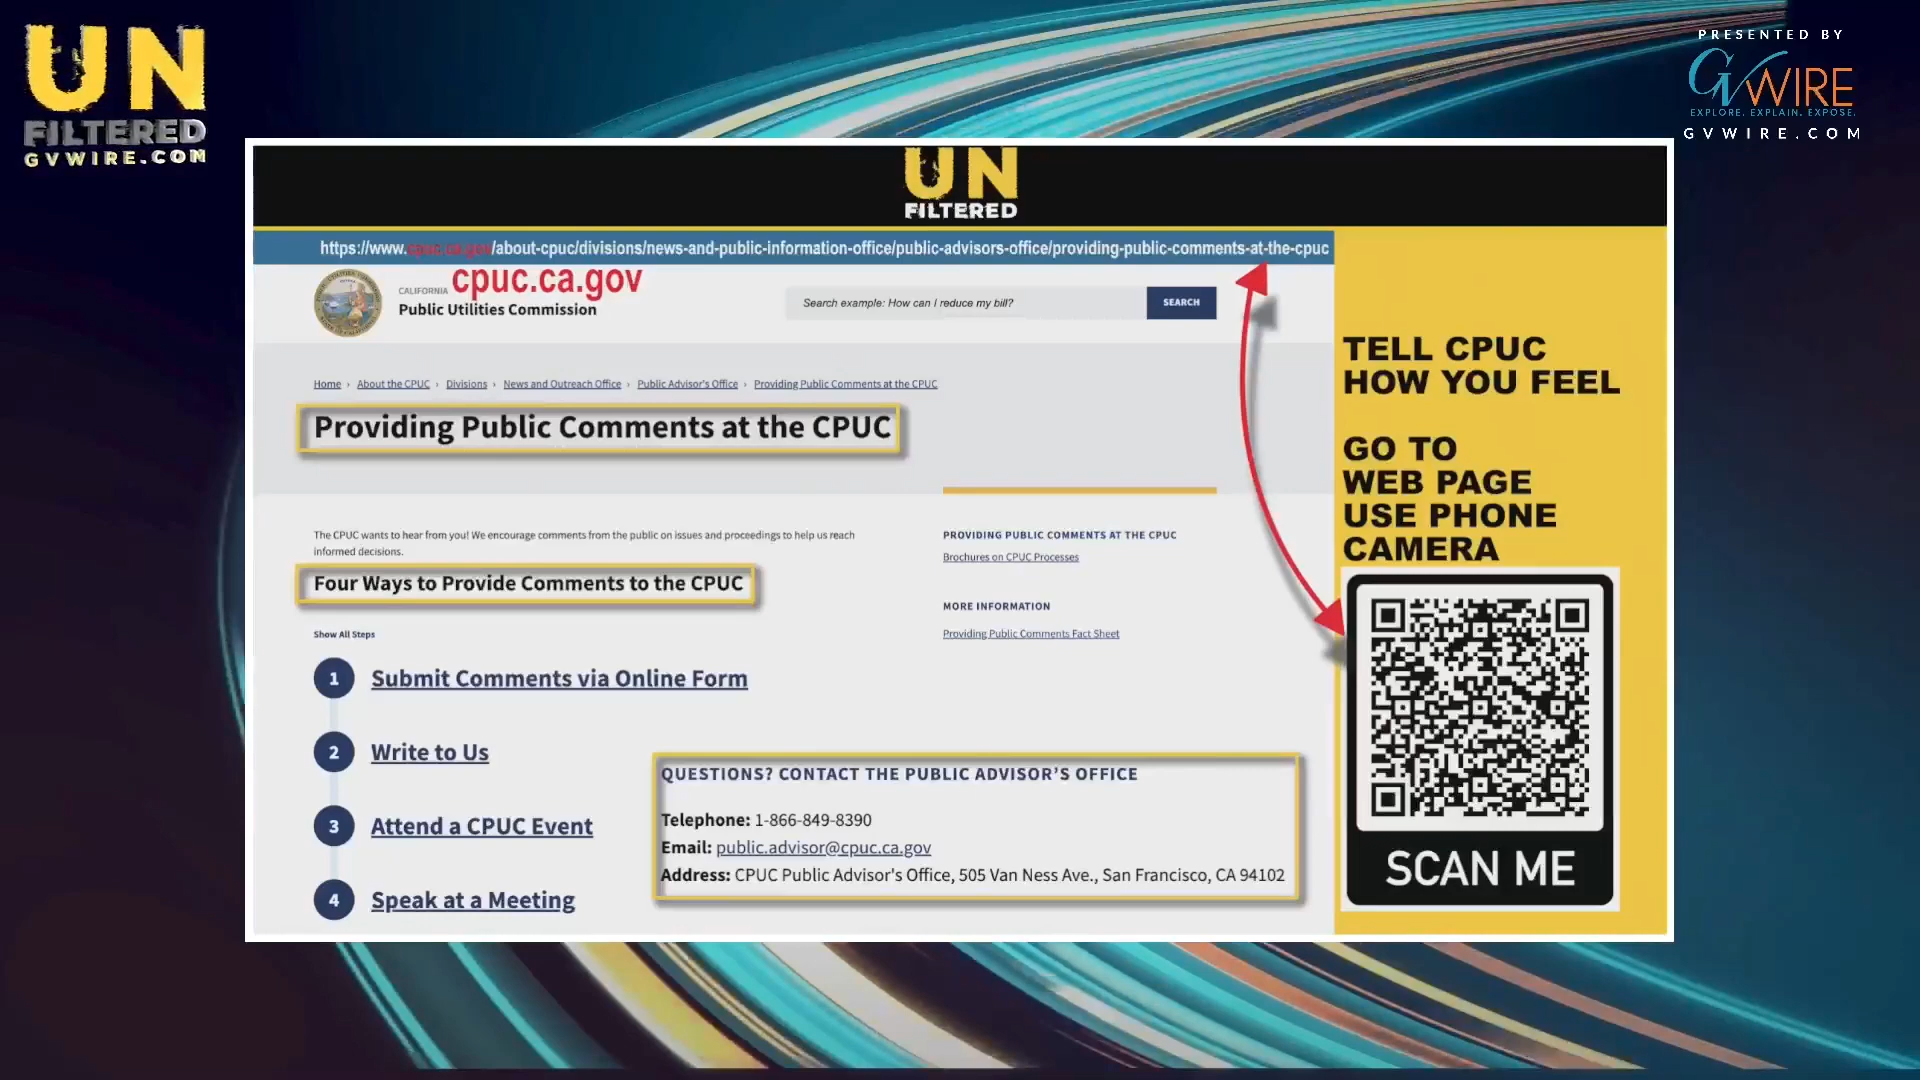 UN
FILTERED
GVWIRE.COM
PRESENTED BY
GV WIRE
EXPLORE. EXPLAIN. EXPOSE.
GVWIRE.COM
UN
FILTERED
https://www.cpuc.ca.gov/about-cpuc/divisions/news-and-public-information-office/public-advisors-office/providing-public-comments-at-the-cpuc
cpuc.ca.gov
CALIFORNIA
Public Utilities Commission
Search example: How can I reduce my bill?
SEARCH
Home › About the CPUC › Divisions › News and Outreach Office › Public Advisor's Office › Providing Public Comments at the CPUC
Providing Public Comments at the CPUC
The CPUC wants to hear from you! We encourage comments from the public on issues and proceedings to help us reach
informed decisions.
Four Ways to Provide Comments to the CPUC
Show All Steps
1 Submit Comments via Online Form
2 Write to Us
3 Attend a CPUC Event
4 Speak at a Meeting
PROVIDING PUBLIC COMMENTS AT THE CPUC
Brochures on CPUC Processes
MORE INFORMATION
Providing Public Comments Fact Sheet
QUESTIONS? CONTACT THE PUBLIC ADVISOR'S OFFICE
Telephone: 1-866-849-8390
Email: public.advisor@cpuc.ca.gov
Address: CPUC Public Advisor's Office, 505 Van Ness Ave., San Francisco, CA 94102
TELL CPUC
HOW YOU FEEL
GO TO
WEB PAGE
USE PHONE
CAMERA
SCAN ME